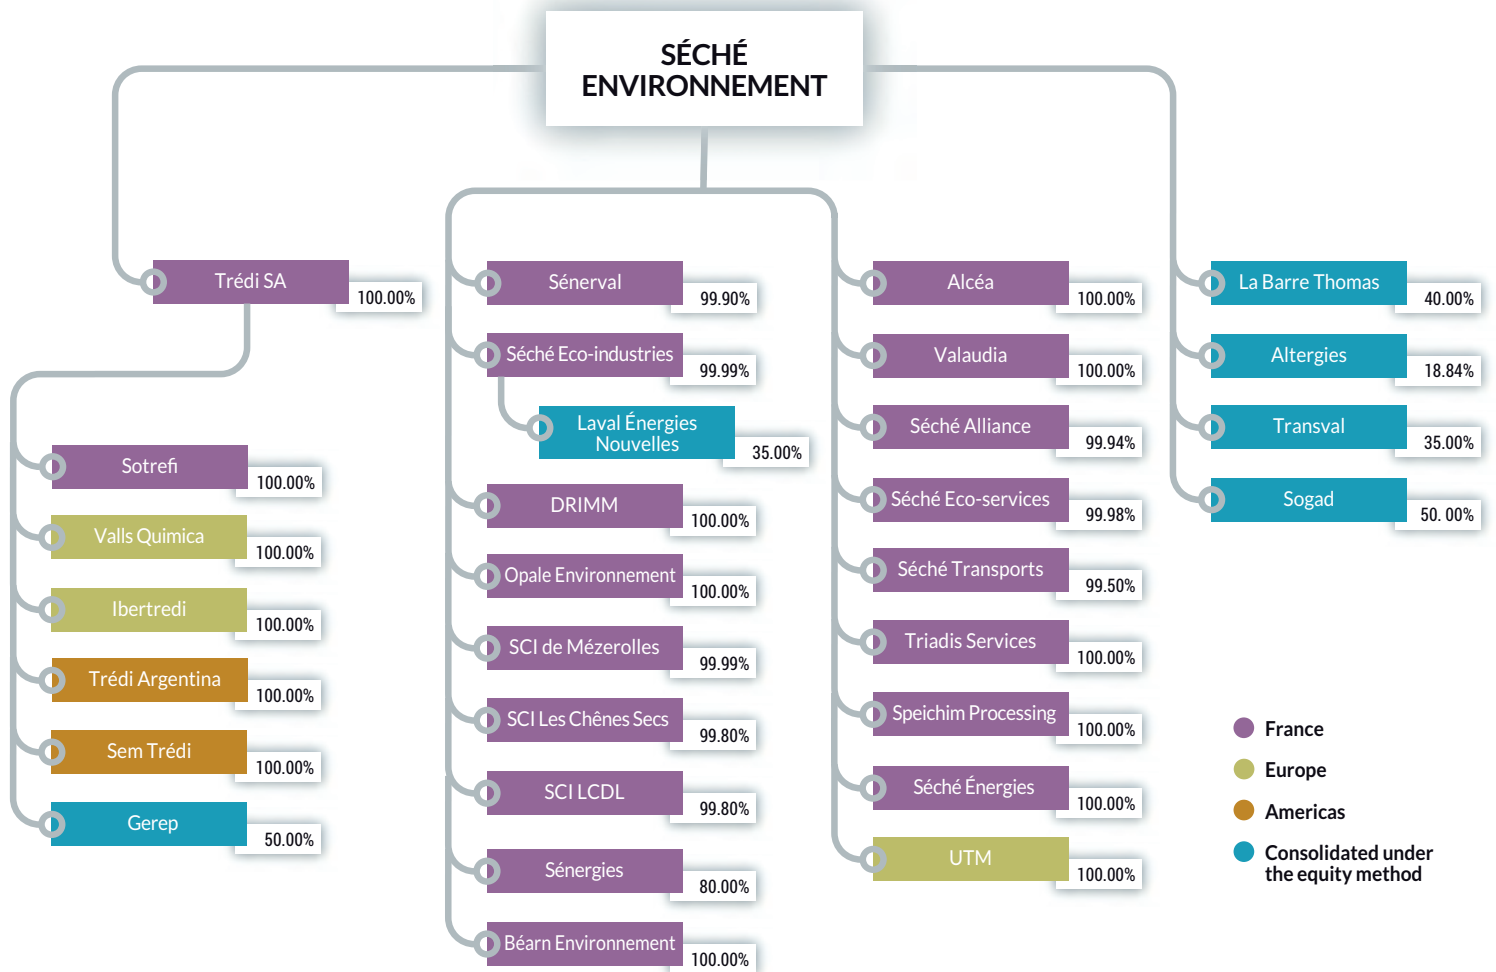 SÉCHÉ
ENVIRONNEMENT
Trédi SA
100.00%
Sotrefi
100.00%
Valls Quimica
100.00%
Ibertredi
100.00%
Trédi Argentina
100.00%
Sem Trédi
100.00%
Gerep
50.00%
Sénerval
99.90%
Séché Eco-industries
99.99%
Laval Énergies
Nouvelles
35.00%
DRIMM
100.00%
Opale Environnement
100.00%
SCI de Mézerolles
99.99%
SCI Les Chênes Secs
99.80%
SCI LCDL
99.80%
Sénergies
80.00%
Béarn Environnement
100.00%
Alcéa
100.00%
Valaudia
100.00%
Séché Alliance
99.94%
Séché Eco-services
99.98%
Séché Transports
99.50%
Triadis Services
100.00%
Speichim Processing
100.00%
Séché Énergies
100.00%
UTM
100.00%
La Barre Thomas
40.00%
Altergies
18.84%
Transval
35.00%
Sogad
50. 00%
France
Europe
Americas
Consolidated under
the equity method